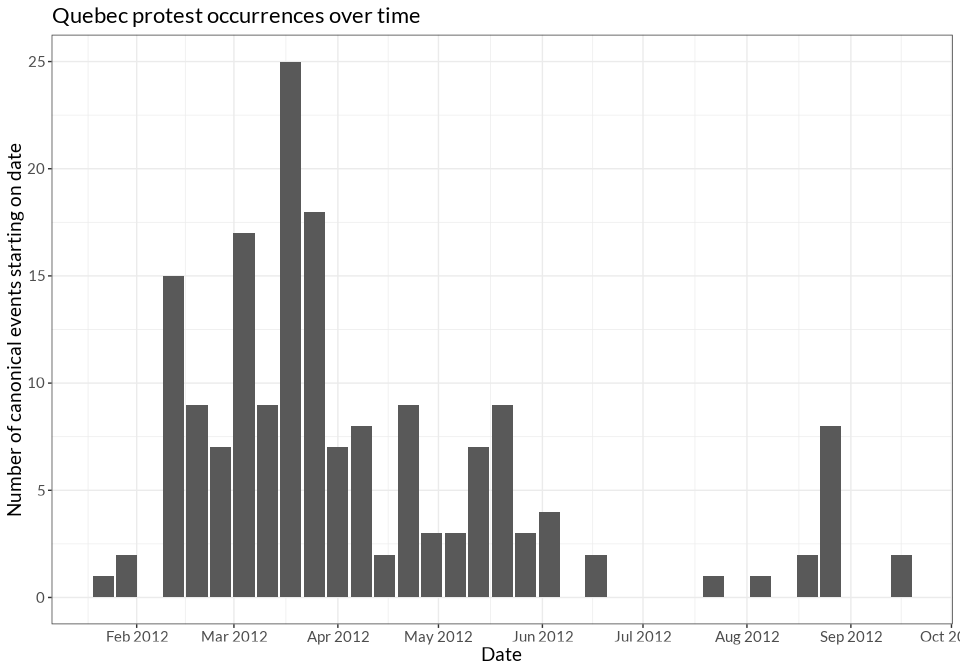 Quebec protest occurrences over time
Number of canonical events starting on date
25
20
15
10
5
0
Feb 2012 Mar 2012 Apr 2012 May 2012 Jun 2012 Jul 2012 Aug 2012 Sep 2012 Oct 20
Date